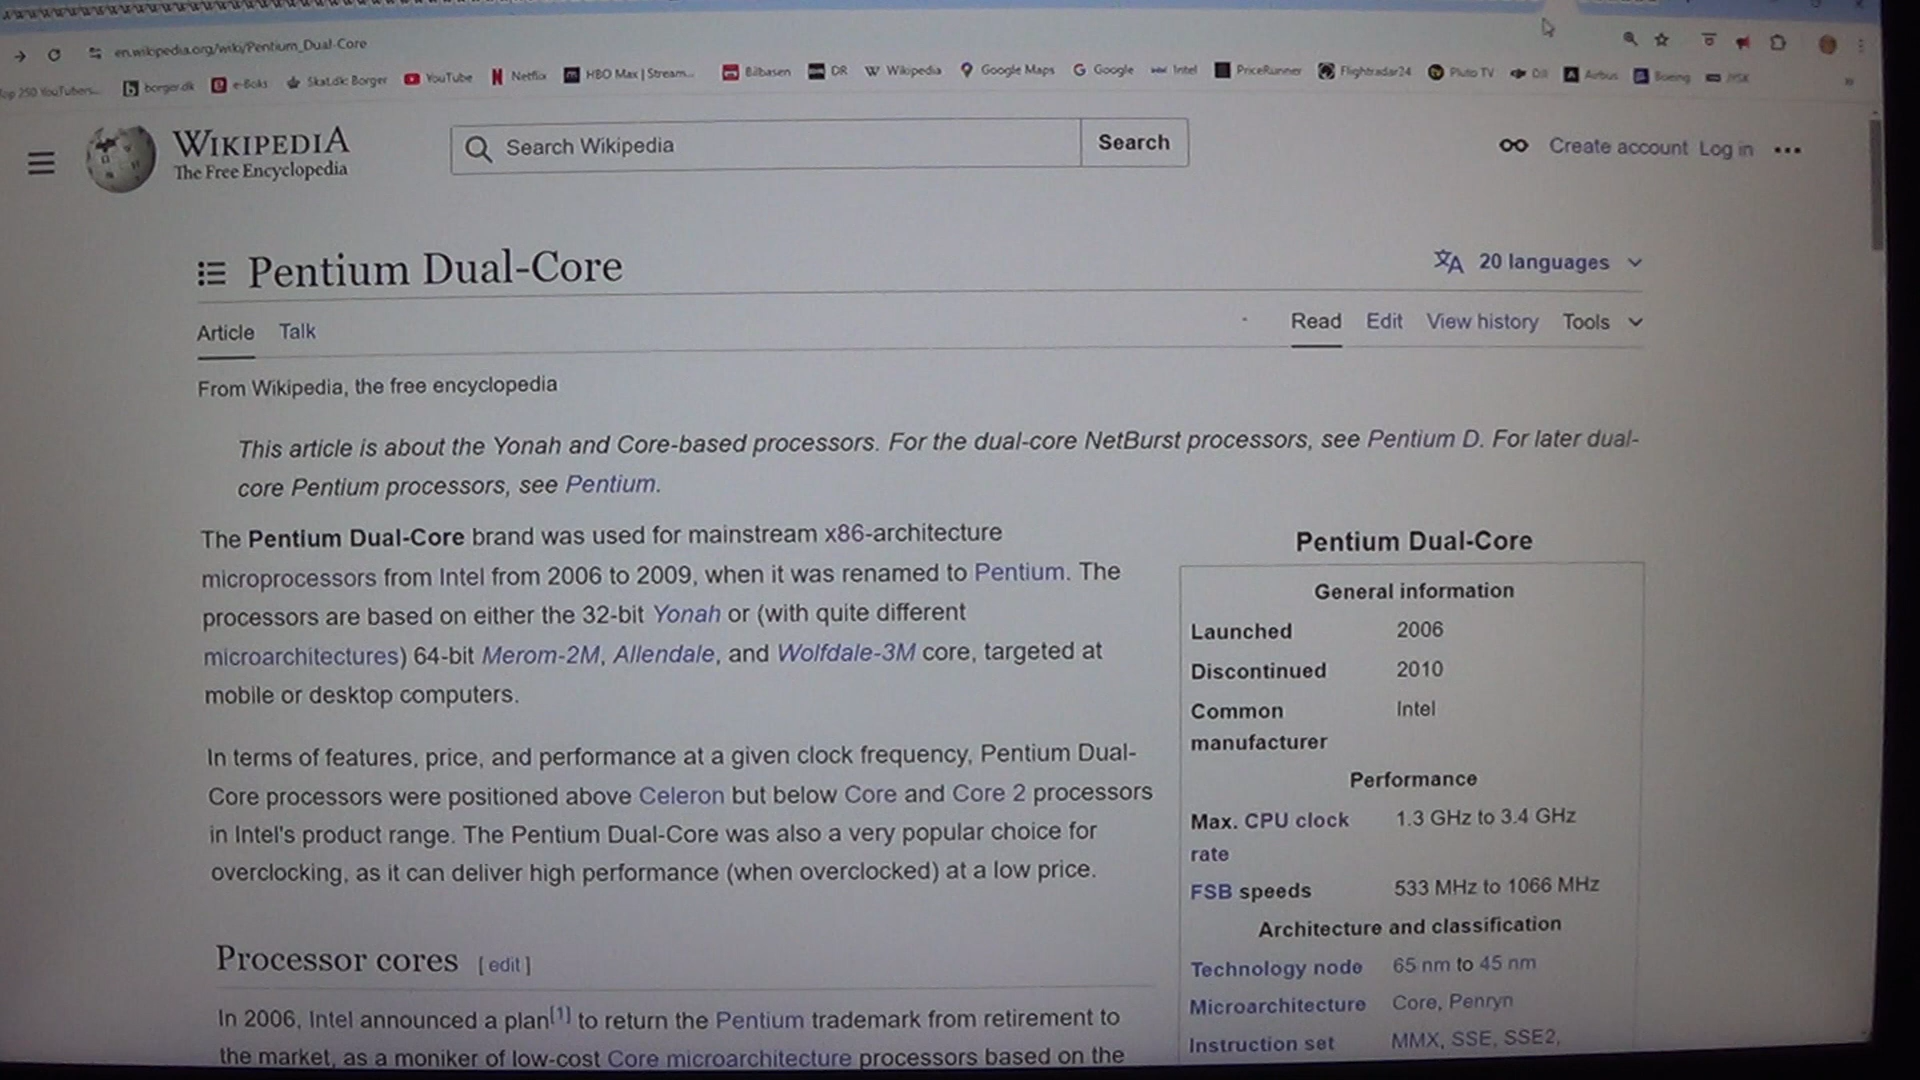 en.wikipedia.org/wiki/Pentium_Dual-Core
Top 250 YouTubers... borger.dk e-Boks Skat.dk: Borger YouTube Netflix HBO Max | Stream... Bilbasen DR Wikipedia Google Maps Google Intel PriceRunner Flightradar24 Pluto TV Airbus Boeing JYSK
WIKIPEDIA
The Free Encyclopedia
Search Wikipedia Search
Create account Log in
Pentium Dual-Core
20 languages
Article Talk Read Edit View history Tools
From Wikipedia, the free encyclopedia
This article is about the Yonah and Core-based processors. For the dual-core NetBurst processors, see Pentium D. For later dual-
core Pentium processors, see Pentium.
The Pentium Dual-Core brand was used for mainstream x86-architecture
microprocessors from Intel from 2006 to 2009, when it was renamed to Pentium. The
processors are based on either the 32-bit Yonah or (with quite different
microarchitectures) 64-bit Merom-2M, Allendale, and Wolfdale-3M core, targeted at
mobile or desktop computers.
In terms of features, price, and performance at a given clock frequency, Pentium Dual-
Core processors were positioned above Celeron but below Core and Core 2 processors
in Intel's product range. The Pentium Dual-Core was also a very popular choice for
overclocking, as it can deliver high performance (when overclocked) at a low price.
Processor cores [edit]
In 2006, Intel announced a plan[1] to return the Pentium trademark from retirement to
the market, as a moniker of low-cost Core microarchitecture processors based on the
Pentium Dual-Core
General information
Launched 2006
Discontinued 2010
Common Intel
manufacturer
Performance
Max. CPU clock 1.3 GHz to 3.4 GHz
rate
FSB speeds 533 MHz to 1066 MHz
Architecture and classification
Technology node 65 nm to 45 nm
Microarchitecture Core, Penryn
Instruction set MMX, SSE, SSE2,